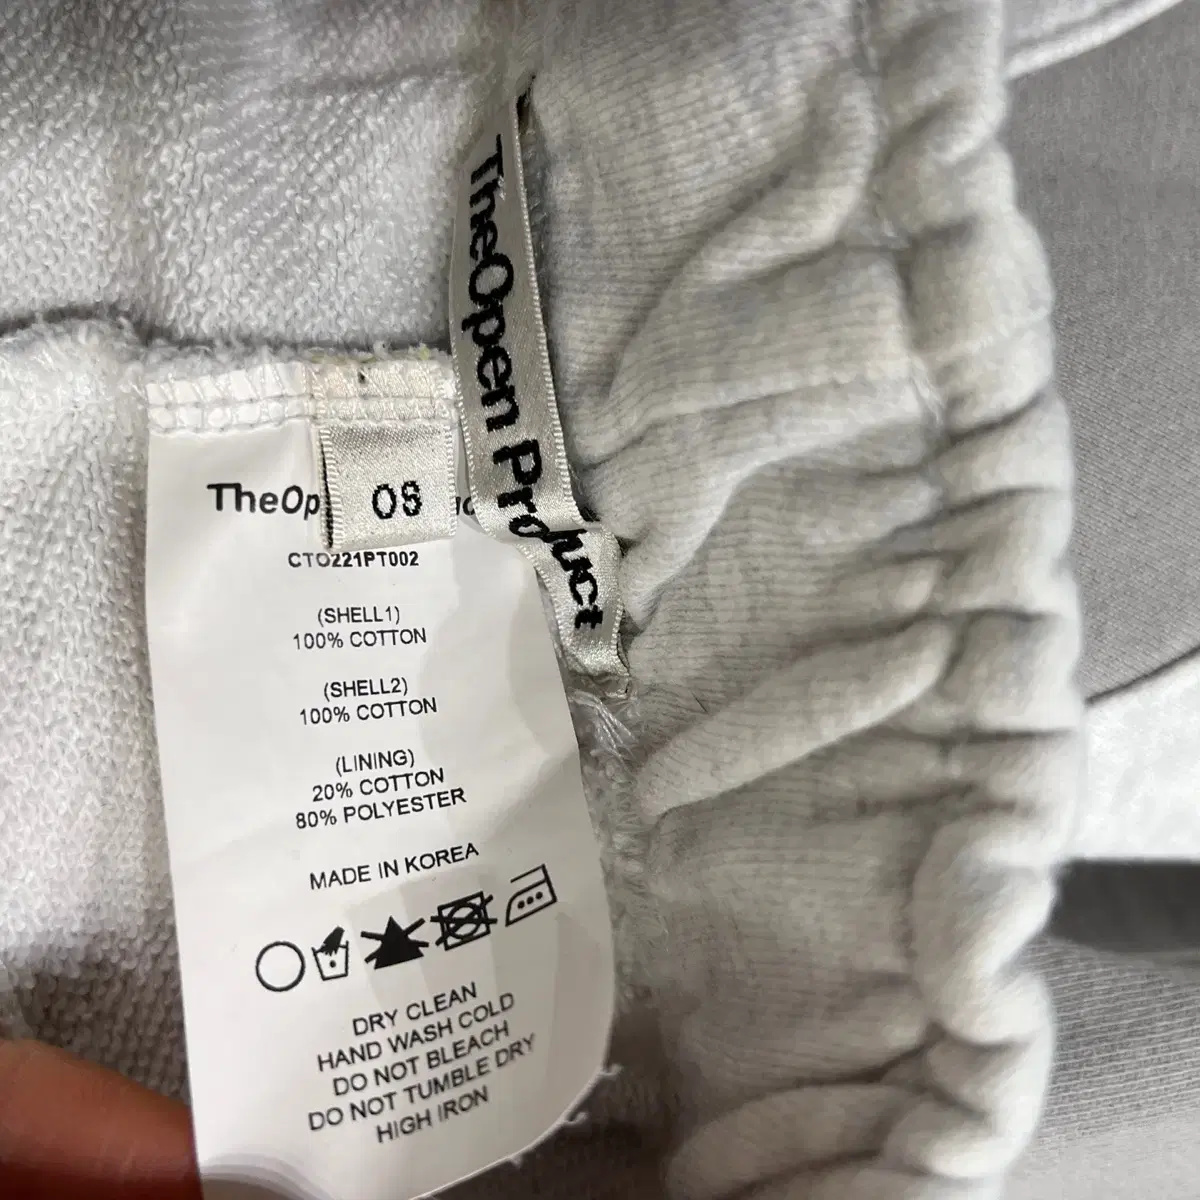 TheOpen Product
TheOp
OS
CTO221PT002
(SHELL1)
100% COTTON
(SHELL2)
100% COTTON
(LINING)
20% COTTON
80% POLYESTER
MADE IN KOREA
DRY CLEAN
HAND WASH COLD
DO NOT BLEACH
DO NOT TUMBLE DRY
HIGH IRON